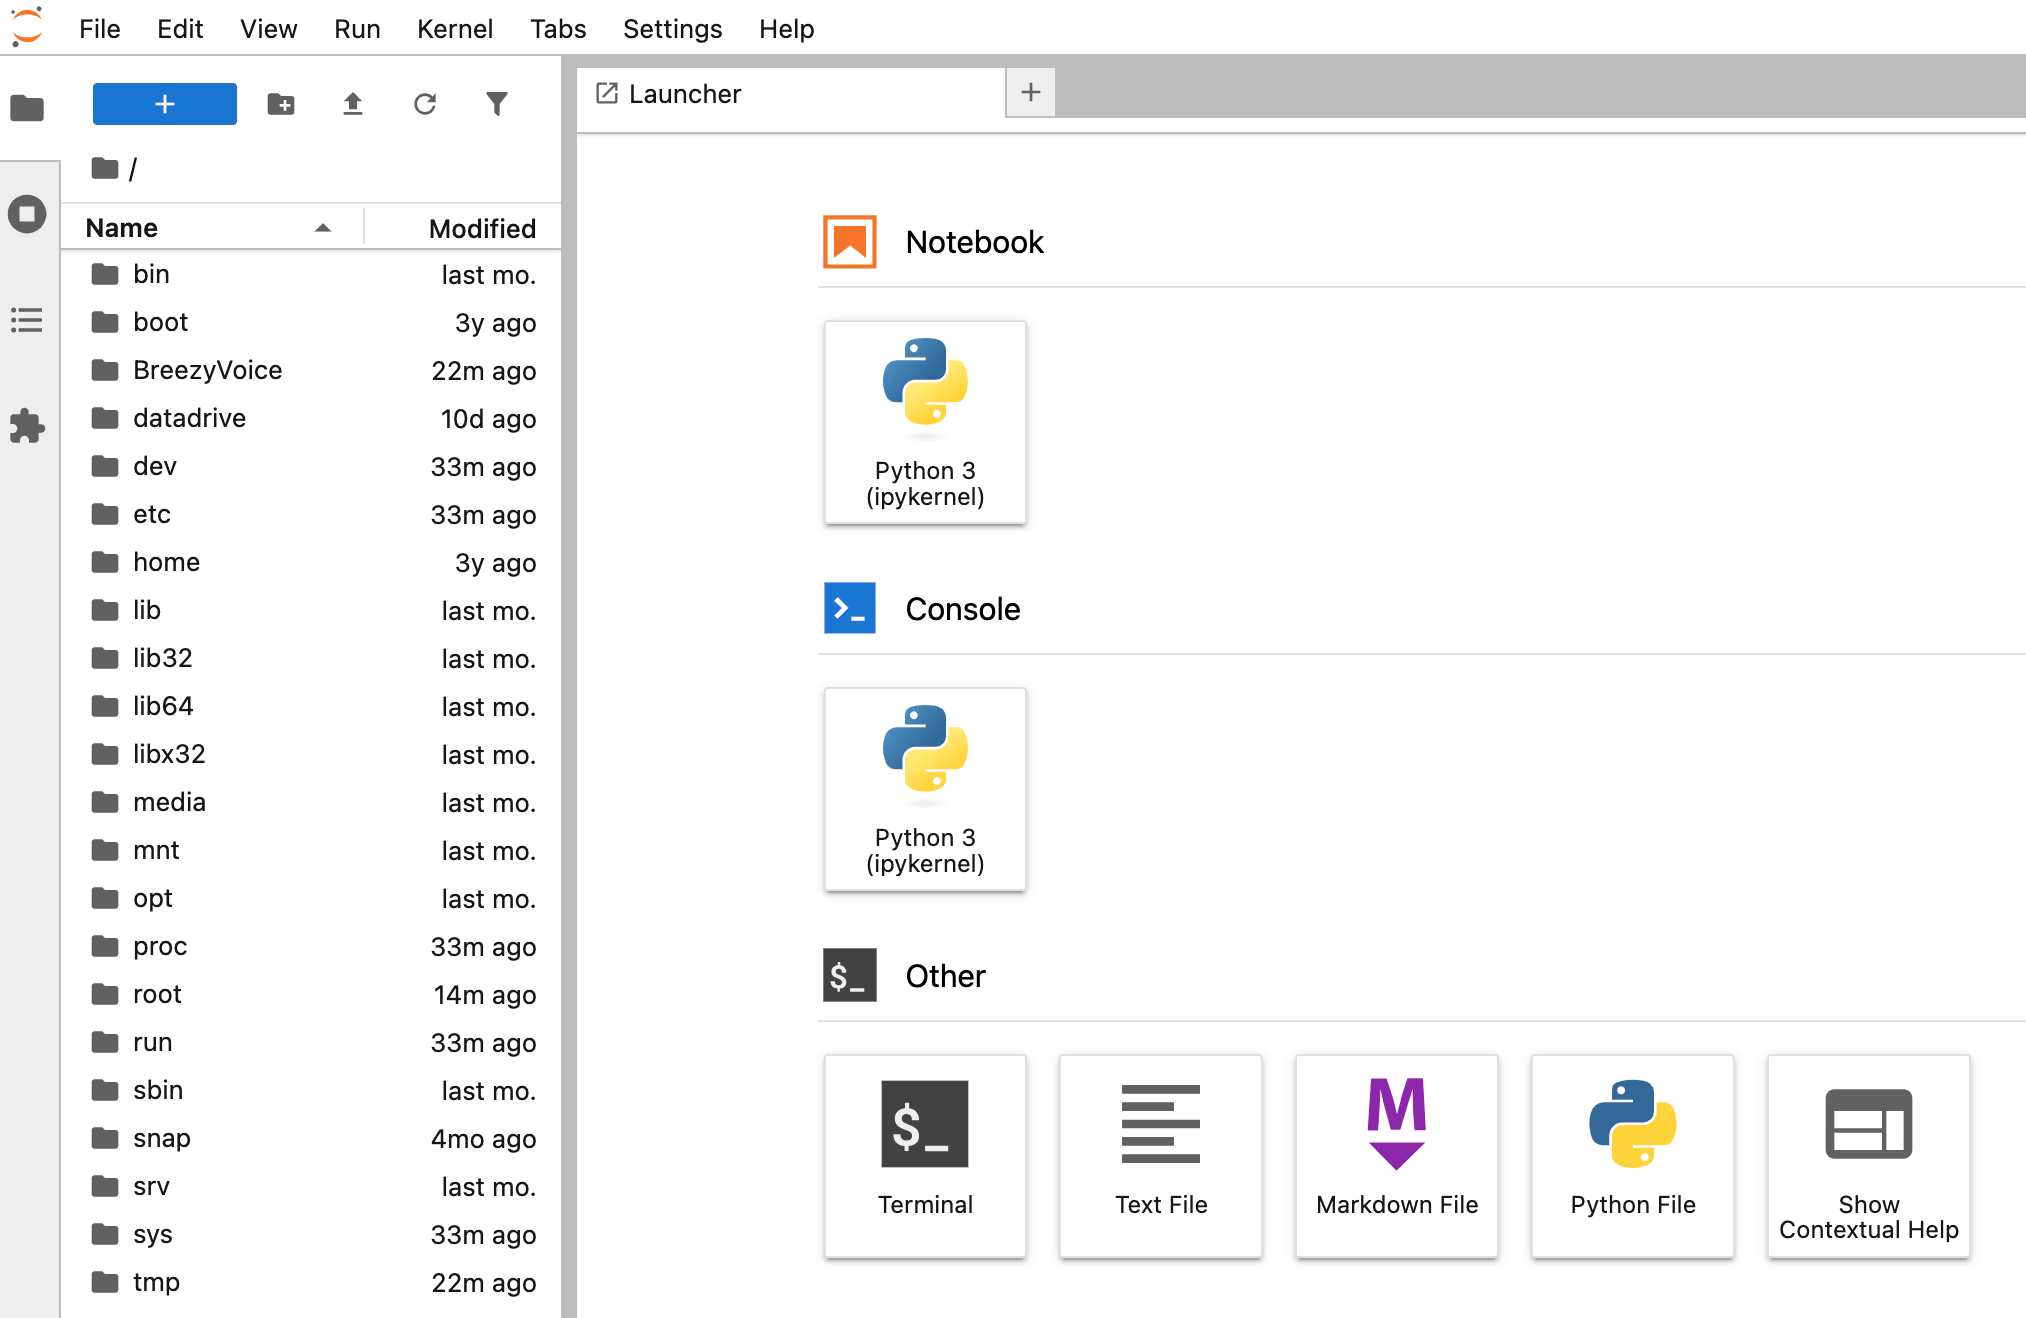 File Edit View Run Kernel Tabs Settings Help
+
Launcher
+
/
Name Modified
bin last mo.
boot 3y ago
BreezyVoice 22m ago
datadrive 10d ago
dev 33m ago
etc 33m ago
home 3y ago
lib last mo.
lib32 last mo.
lib64 last mo.
libx32 last mo.
media last mo.
mnt last mo.
opt last mo.
proc 33m ago
root 14m ago
run 33m ago
sbin last mo.
snap 4mo ago
srv last mo.
sys 33m ago
tmp 22m ago
Notebook
Python 3
(ipykernel)
Console
Python 3
(ipykernel)
$_ Other
$_
Terminal
Text File
M
Markdown File
Python File
Show
Contextual Help